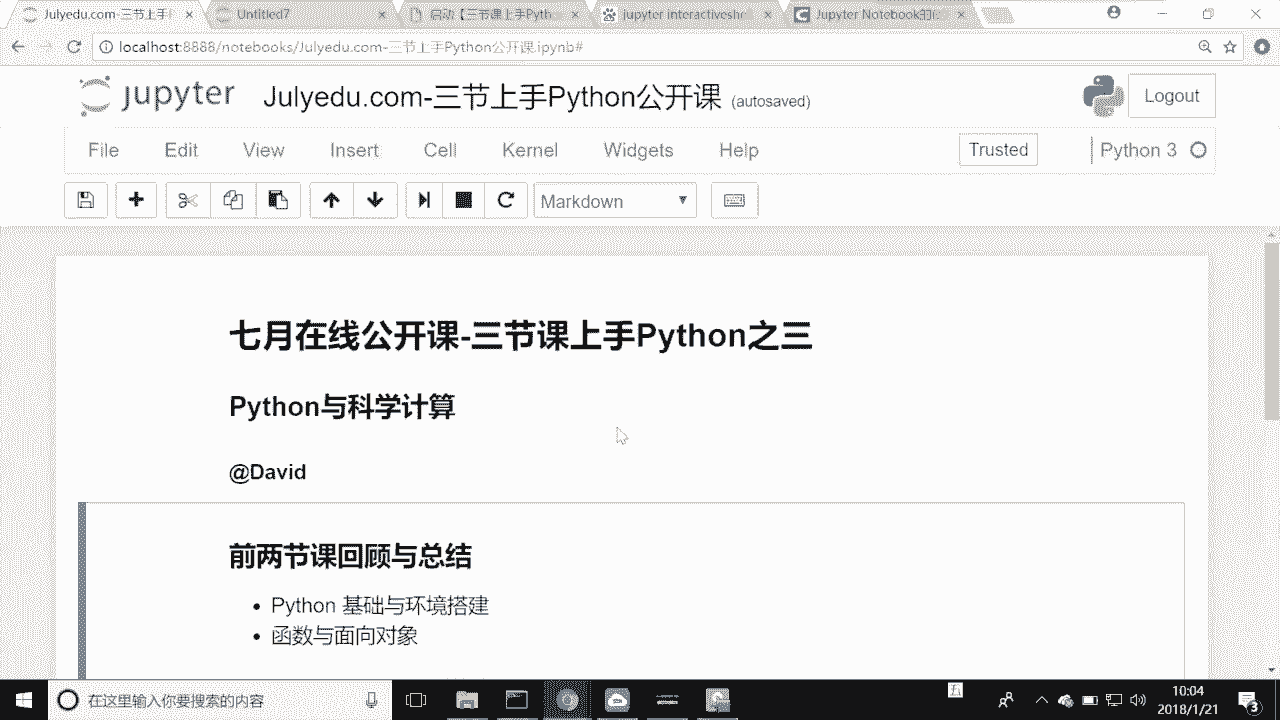 Julyedu.com-三节上手
Untitled7
启动【三节课上手Pyth
jupyter interactiveshe
Jupyter Notebook的
localhost:8888/notebooks/Julyedu.com-三节上手Python公开课.ipynb#
jupyter Julyedu.com-三节上手Python公开课 (autosaved)
Logout
File Edit View Insert Cell Kernel Widgets Help Trusted Python 3
Markdown
七月在线公开课-三节课上手Python之三
Python与科学计算
@David
前两节课回顾与总结
• Python 基础与环境搭建
• 函数与面向对象
在这里输入你要搜索的内容
五
10:04
2018/1/21
3